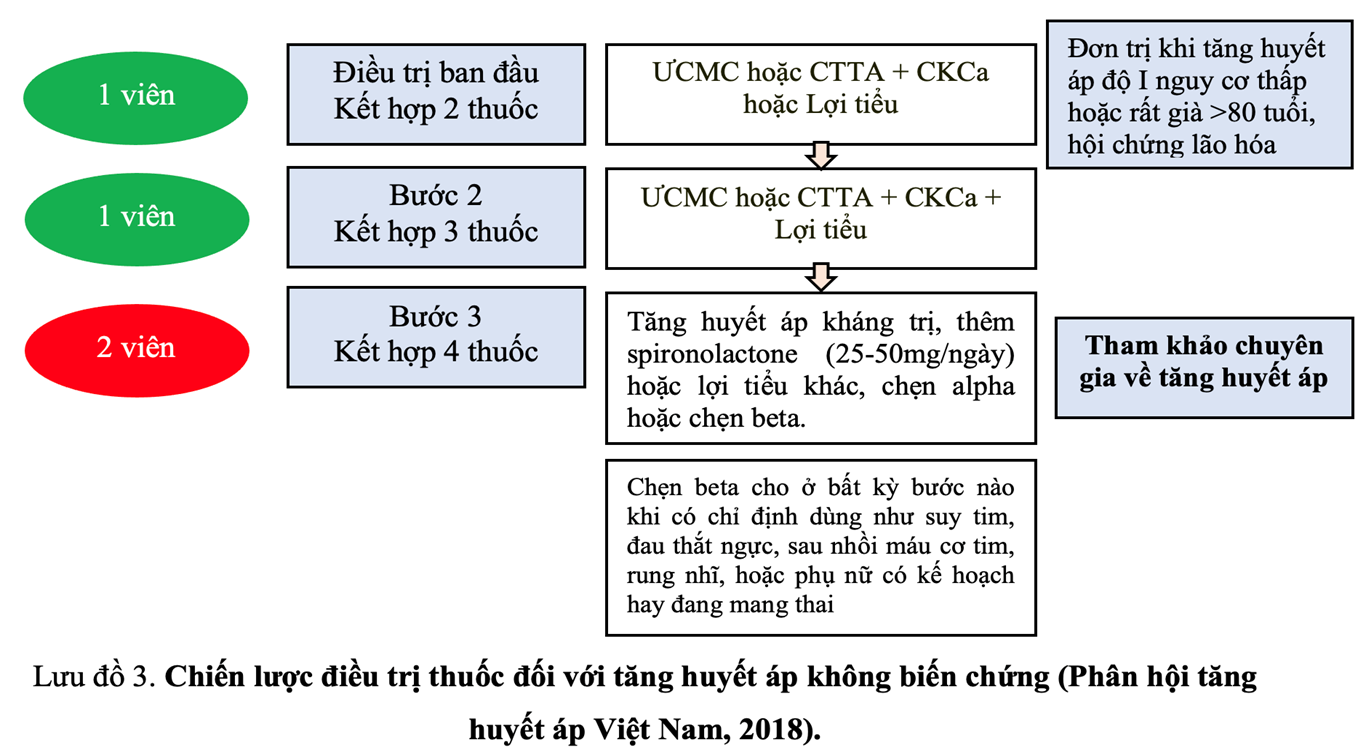 1 viên
Điều trị ban đầu
Kết hợp 2 thuốc
ƯCMC hoặc CTTA + CKCa
hoặc Lợi tiểu
Đơn trị khi tăng huyết
áp độ I nguy cơ thấp
hoặc rất già >80 tuổi,
hội chứng lão hóa
1 viên
Bước 2
Kết hợp 3 thuốc
ƯCMC hoặc CTTA + CKCa +
Lợi tiểu
2 viên
Bước 3
Kết hợp 4 thuốc
Tăng huyết áp kháng trị, thêm
spironolactone (25-50mg/ngày)
hoặc lợi tiểu khác, chẹn alpha
hoặc chẹn beta.
Tham khảo chuyên
gia về tăng huyết áp
Chẹn beta cho ở bất kỳ bước nào
khi có chỉ định dùng như suy tim,
đau thắt ngực, sau nhồi máu cơ tim,
rung nhĩ, hoặc phụ nữ có kế hoạch
hay đang mang thai
Lưu đồ 3. Chiến lược điều trị thuốc đối với tăng huyết áp không biến chứng (Phân hội tăng
huyết áp Việt Nam, 2018).